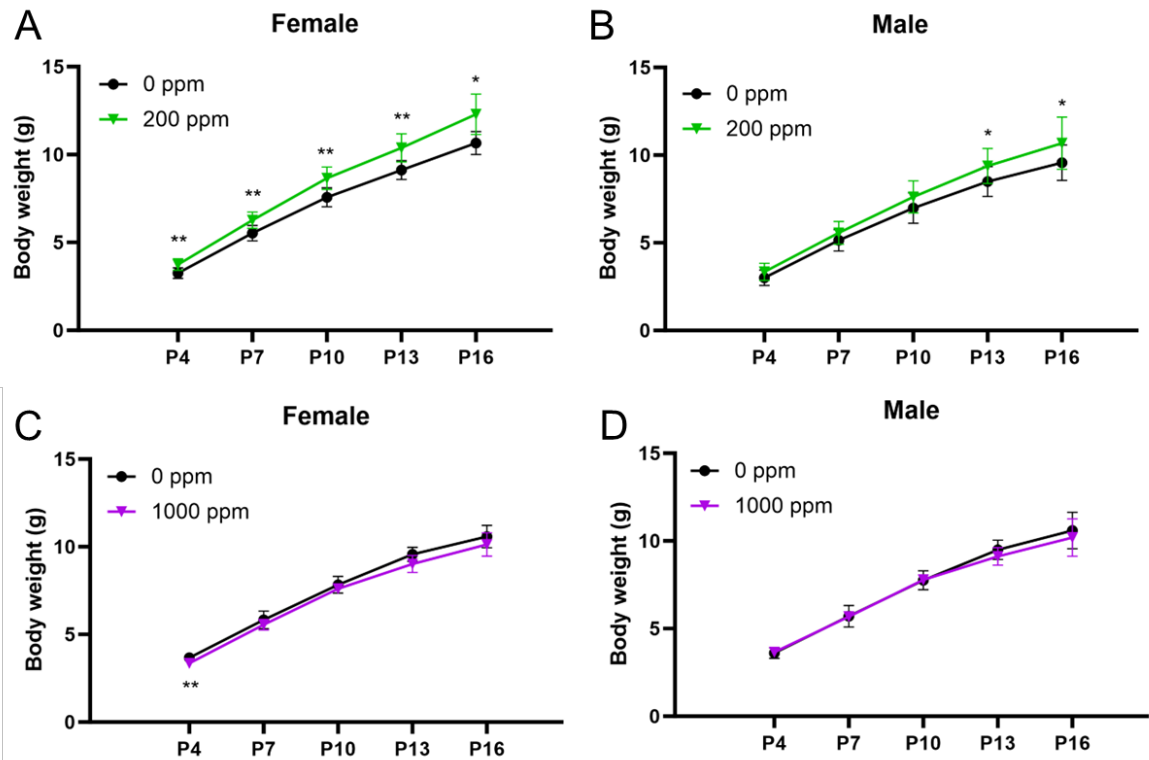 A
Female
15
10
5
0
Body weight (g)
0 ppm
200 ppm
**
**
**
**
*
P4 P7 P10 P13 P16
B
Male
15
10
5
0
Body weight (g)
0 ppm
200 ppm
*
*
P4 P7 P10 P13 P16
C
Female
15
10
5
0
Body weight (g)
0 ppm
1000 ppm
**
P4 P7 P10 P13 P16
D
Male
15
10
5
0
Body weight (g)
0 ppm
1000 ppm
P4 P7 P10 P13 P16